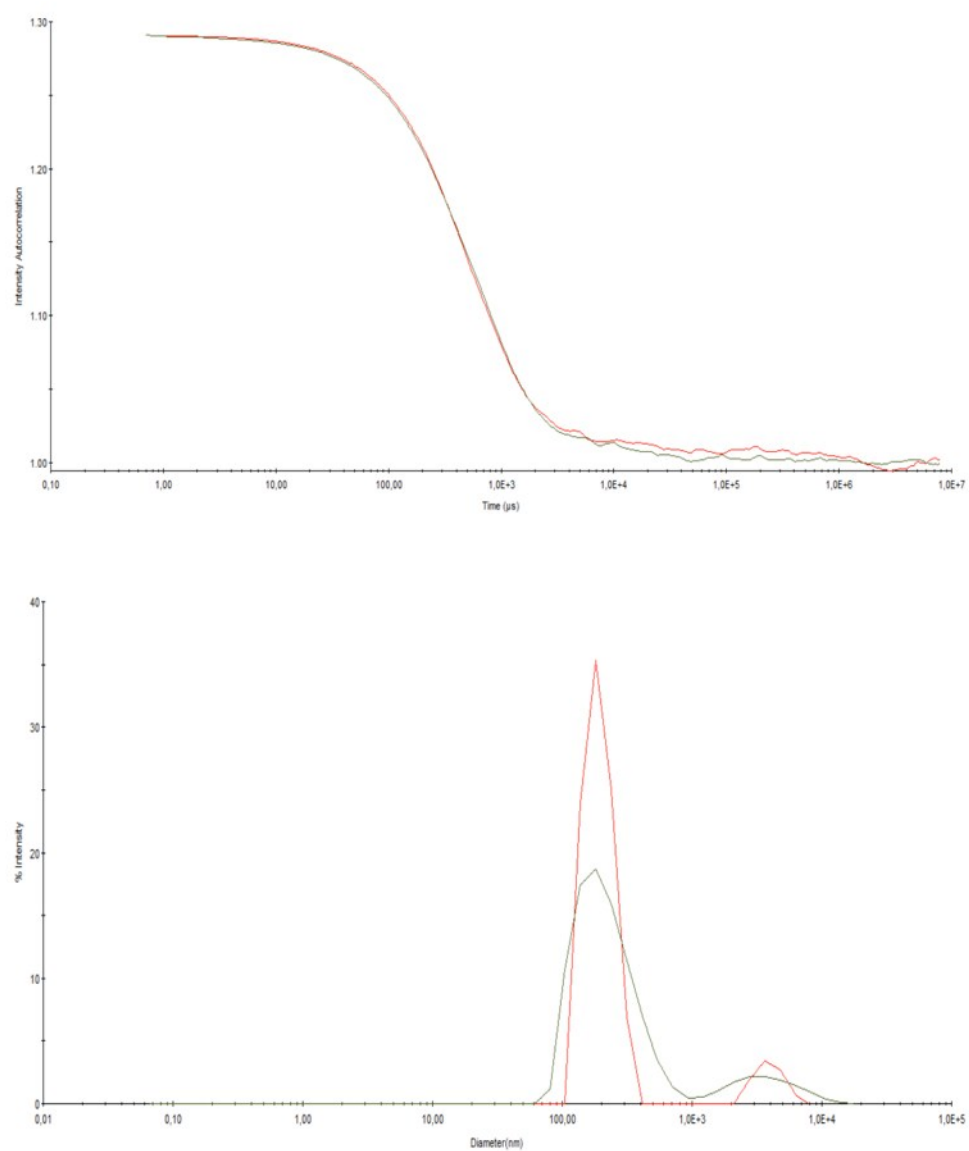 1.30
1.20
1.10
1.00
Intensity Autocorrelation
0,10 1,00 10,00 100,00 1,0E+3 1,0E+4 1,0E+5 1,0E+6 1,0E+7
Time (µs)
40
30
20
10
0
% Intensity
0,01 0,10 1,00 10,00 100,00 1,0E+3 1,0E+4 1,0E+5
Diameter(nm)